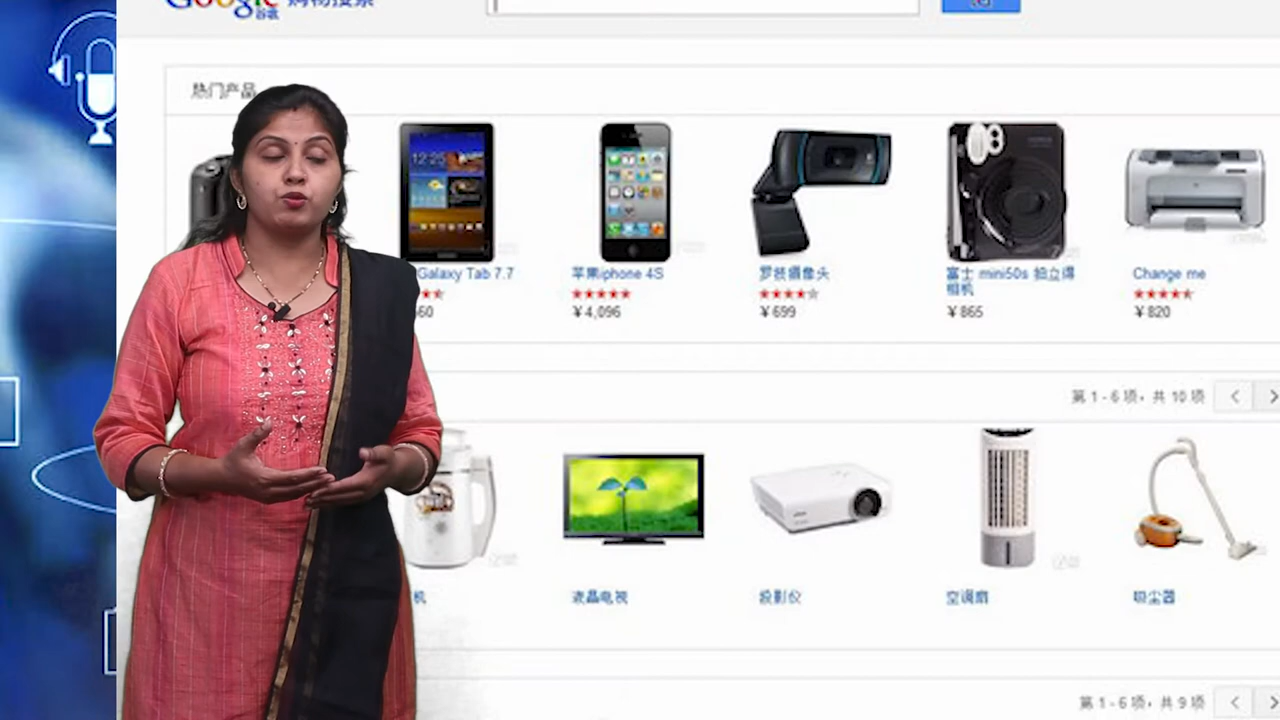 Google 购物搜索
谷歌
热门产品
Galaxy Tab 7.7
苹果iphone 4S
罗技摄像头
富士 mini50s 拍立得
相机
Change me
￥4,096
￥699
￥865
￥820
第 1 - 6 项，共 10 项
机
液晶电视
投影仪
空调扇
吸尘器
第 1 - 6 项，共 9 项